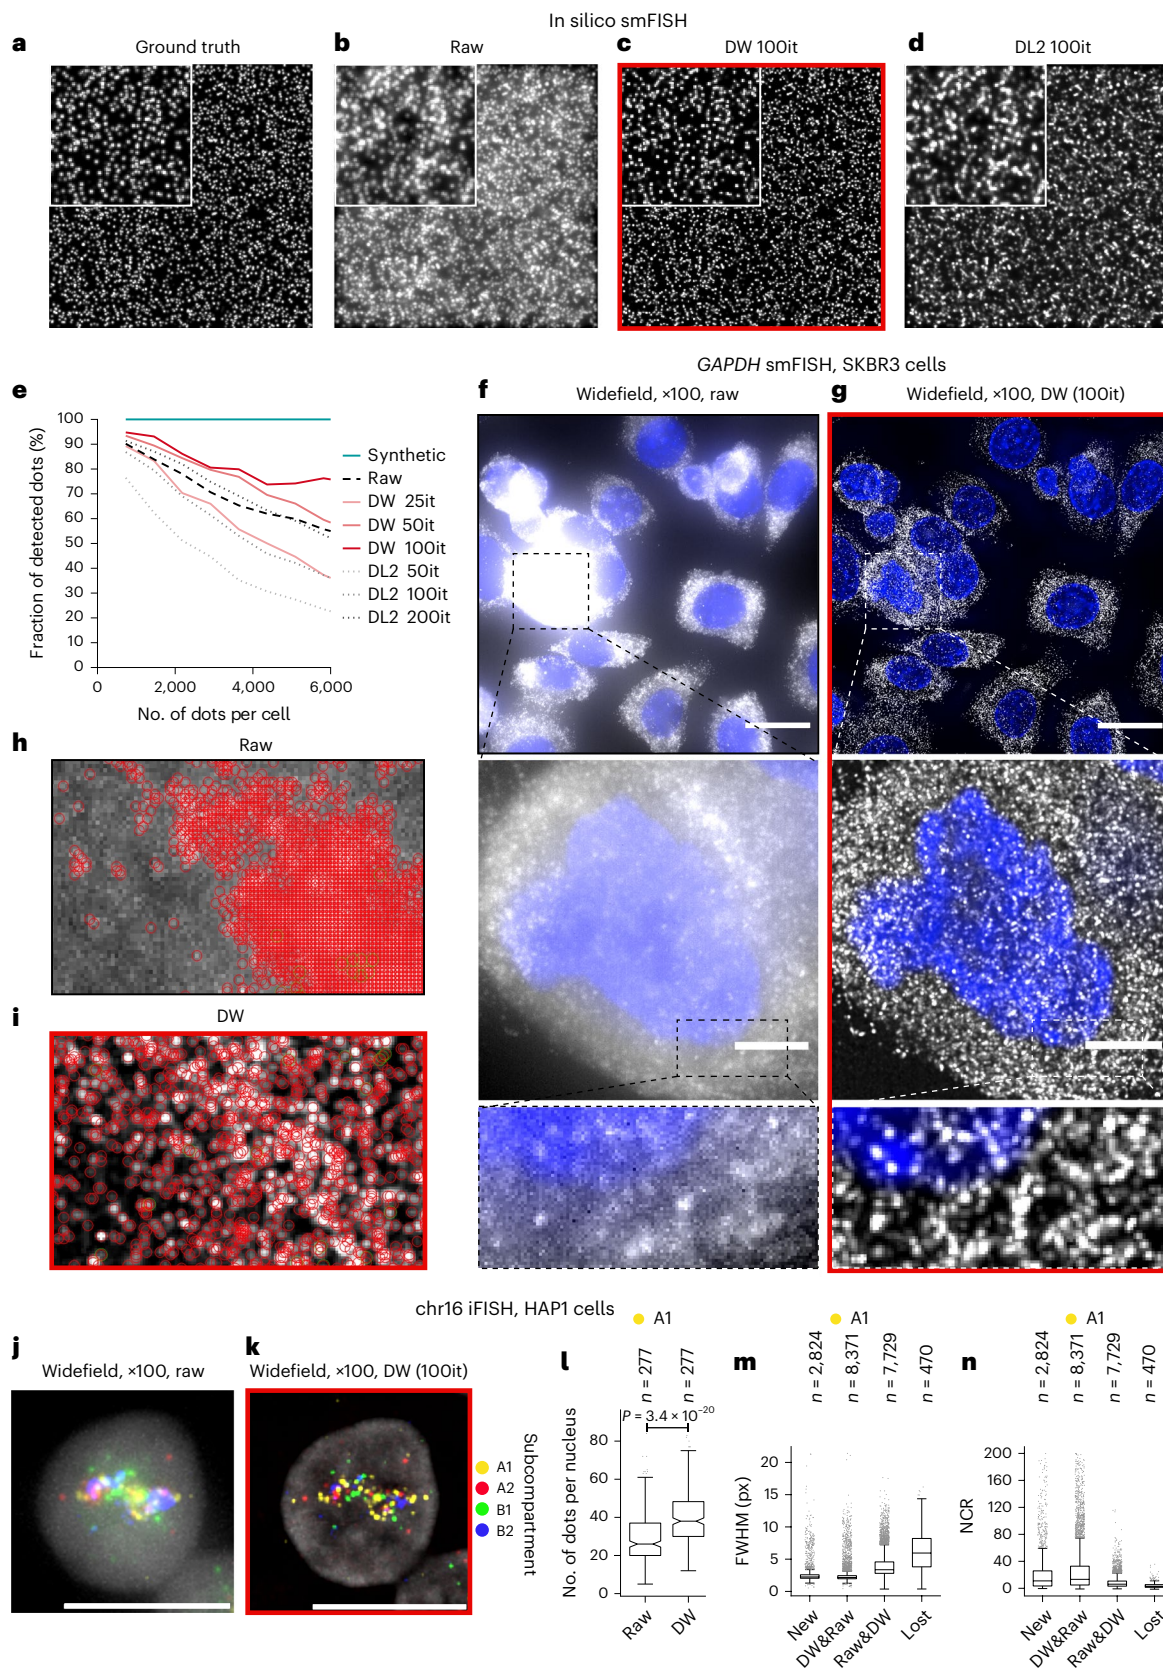 In silico smFISH
a
Ground truth
b
Raw
c
DW 100it
d
DL2 100it
e
Fraction of detected dots (%)
100
90
80
70
60
50
40
30
20
10
0
0
2,000
4,000
6,000
No. of dots per cell
Synthetic
Raw
DW 25it
DW 50it
DW 100it
DL2 50it
DL2 100it
DL2 200it
GAPDH smFISH, SKBR3 cells
f
Widefield, ×100, raw
g
Widefield, ×100, DW (100it)
h
Raw
i
DW
chr16 iFISH, HAP1 cells
j
Widefield, ×100, raw
k
Widefield, ×100, DW (100it)
A1
A2
B1
B2
Subcompartment
l
A1
n = 277
n = 277
P = 3.4 × 10⁻²⁰
No. of dots per nucleus
80
60
40
20
0
Raw
DW
m
A1
n = 2,824
n = 8,371
n = 7,729
n = 470
FWHM (px)
20
15
10
5
0
New
DW&Raw
Raw&DW
Lost
n
A1
n = 2,824
n = 8,371
n = 7,729
n = 470
NCR
200
160
120
80
40
0
New
DW&Raw
Raw&DW
Lost